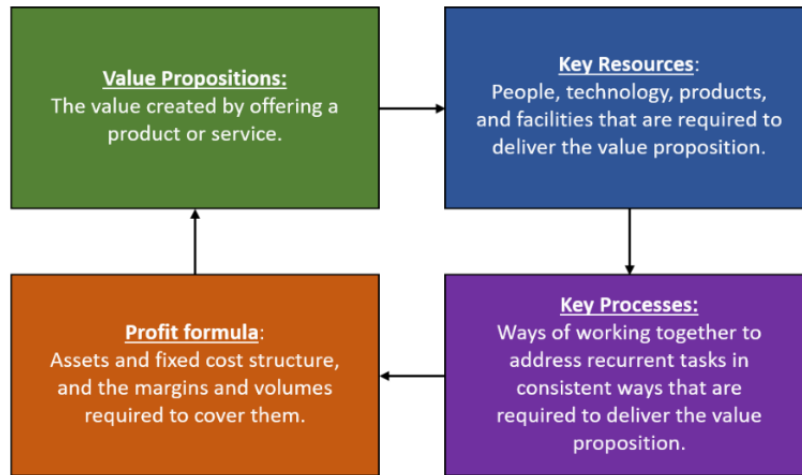 Value Propositions:
The value created by offering a
product or service.
Key Resources:
People, technology, products,
and facilities that are required to
deliver the value proposition.
Profit formula:
Assets and fixed cost structure,
and the margins and volumes
required to cover them.
Key Processes:
Ways of working together to
address recurrent tasks in
consistent ways that are
required to deliver the value
proposition.